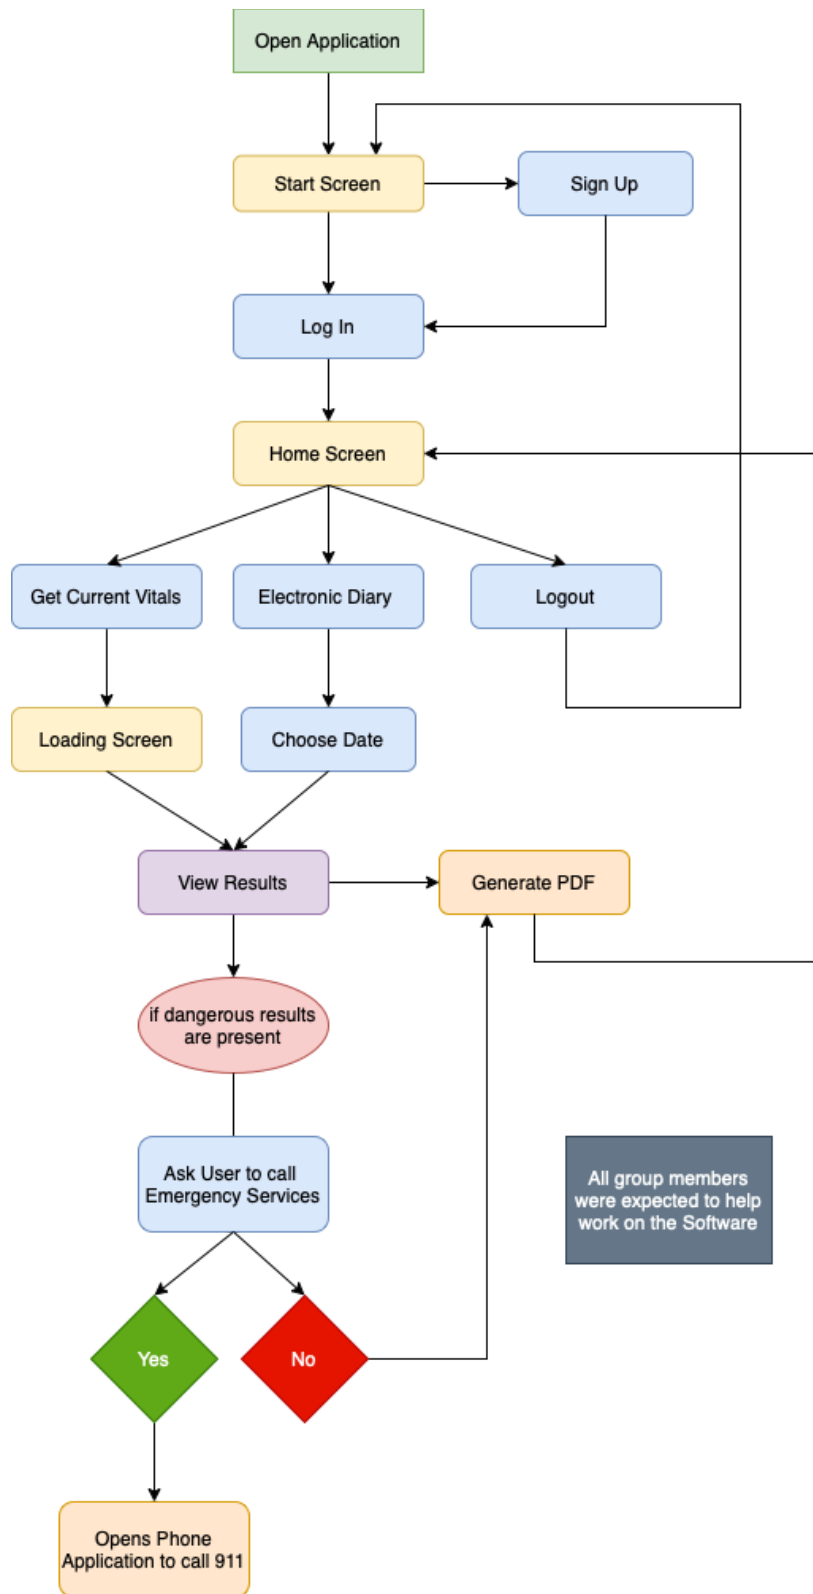 Open Application
Start Screen
Sign Up
Log In
Home Screen
Get Current Vitals
Electronic Diary
Logout
Loading Screen
Choose Date
View Results
Generate PDF
if dangerous results
are present
Ask User to call
Emergency Services
All group members
were expected to help
work on the Software
Yes
No
Opens Phone
Application to call 911